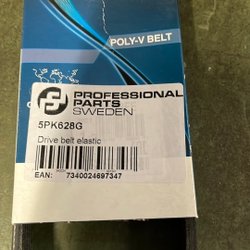 POLY-V BELT
PROFESSIONAL
PARTS
SWEDEN
5PK628G
Drive belt elastic
EAN: 7340024697347